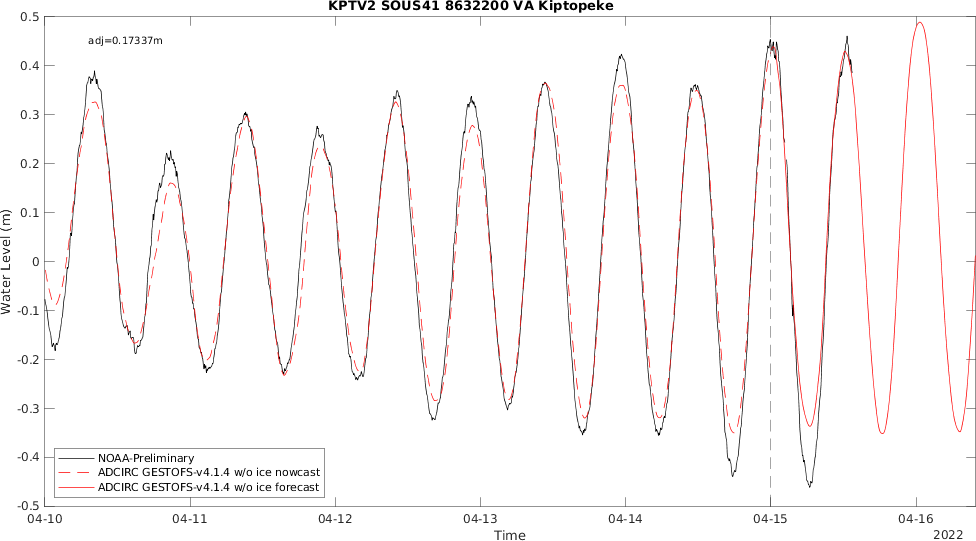 KPTV2 SOUS41 8632200 VA Kiptopeke
adj=0.17337m
Water Level (m)
0.5
0.4
0.3
0.2
0.1
0
-0.1
-0.2
-0.3
-0.4
-0.5
NOAA-Preliminary
ADCIRC GESTOFS-v4.1.4 w/o ice nowcast
ADCIRC GESTOFS-v4.1.4 w/o ice forecast
04-10 04-11 04-12 04-13 04-14 04-15 04-16
Time
2022